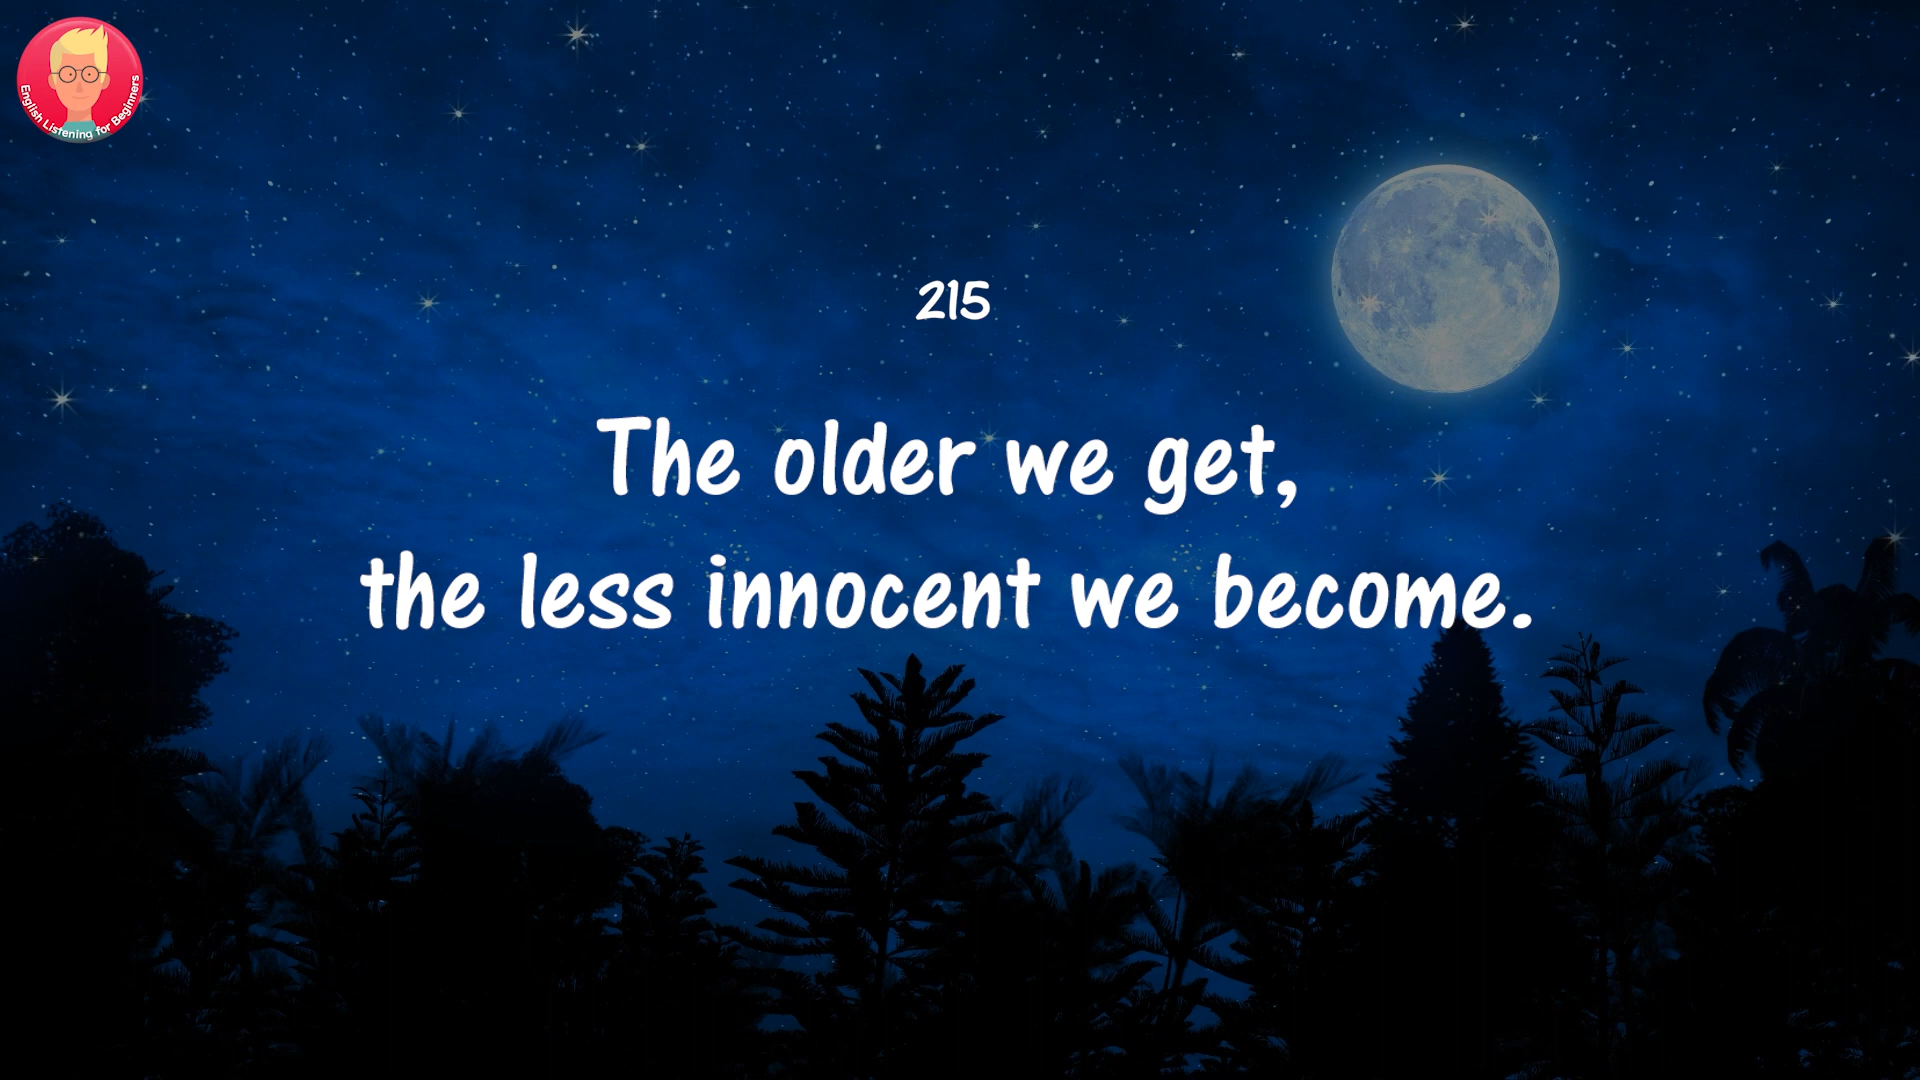 English Listening for Beginners
215
The older we get,
the less innocent we become.